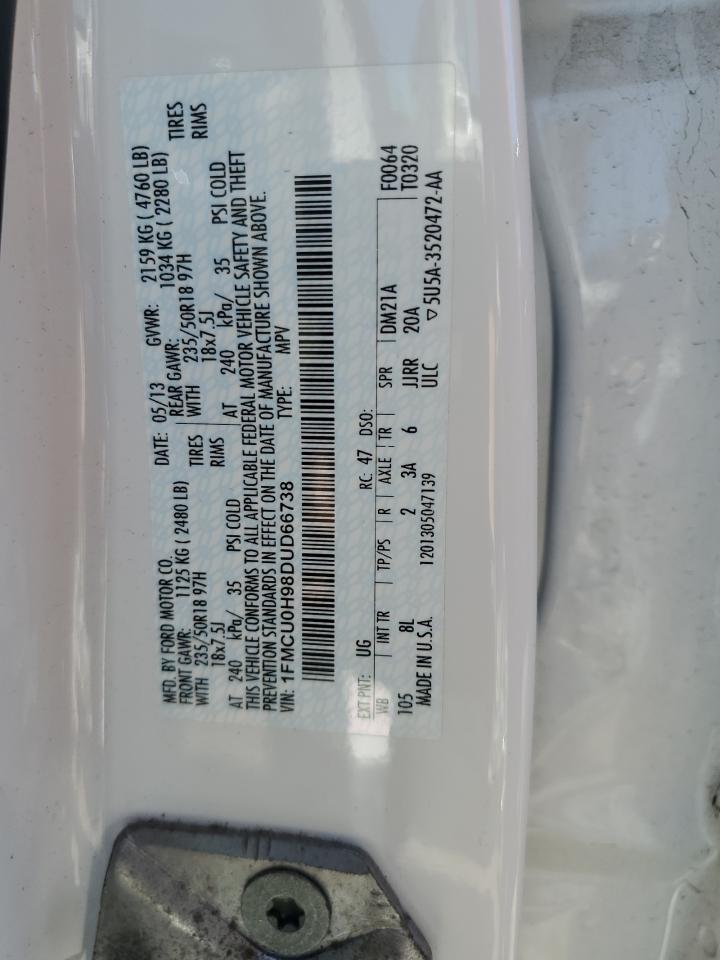 MFD. BY FORD MOTOR CO.
DATE: 05/13 GVWR: 2159 KG ( 4760 LB)
FRONT GAWR: 1125 KG ( 2480 LB) REAR GAWR: 1034 KG ( 2280 LB)
WITH 235/50R18 97H TIRES WITH 235/50R18 97H TIRES
18x7.5J RIMS 18x7.5J RIMS
AT 240 kPa/ 35 PSI COLD AT 240 kPa/ 35 PSI COLD
THIS VEHICLE CONFORMS TO ALL APPLICABLE FEDERAL MOTOR VEHICLE SAFETY AND THEFT
PREVENTION STANDARDS IN EFFECT ON THE DATE OF MANUFACTURE SHOWN ABOVE.
VIN: 1FMCU0H98DUD66738 TYPE: MPV
F0064
T0320
EXT PNT: UG RC: 47 DSO:
WB INT TR TP/PS R AXLE TR SPR DM21A
105 8L 2 3A 6 JJRR 20A
MADE IN U.S.A. 1201305047139 ULC ▽5U5A-3520472-AA